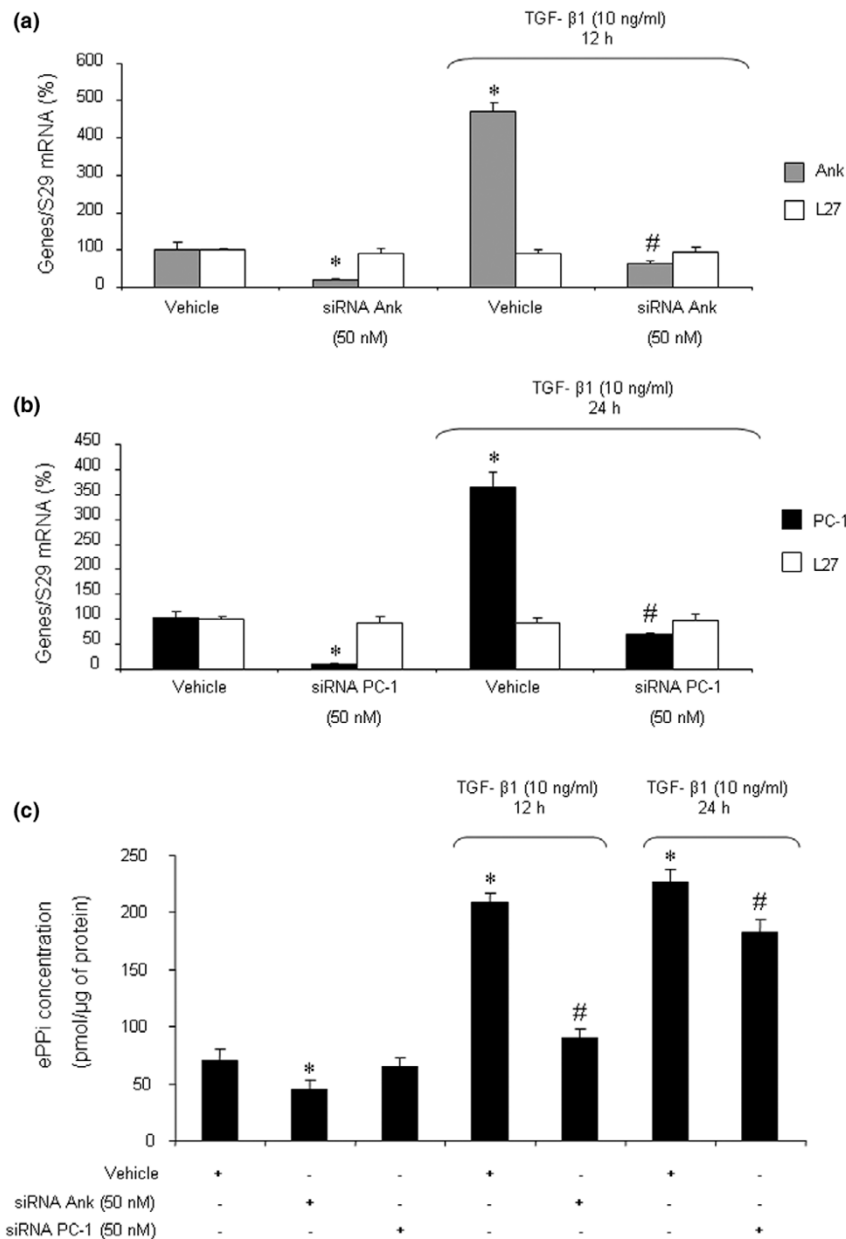 (a)
TGF- β1 (10 ng/ml)
12 h
Genes/S29 mRNA (%)
600
500
400
300
200
100
0
*
*
#
Ank
L27
Vehicle siRNA Ank Vehicle siRNA Ank
(50 nM) (50 nM)
(b)
TGF- β1 (10 ng/ml)
24 h
Genes/S29 mRNA (%)
450
400
350
300
250
200
150
100
50
0
*
*
#
PC-1
L27
Vehicle siRNA PC-1 Vehicle siRNA PC-1
(50 nM) (50 nM)
(c)
TGF- β1 (10 ng/ml) TGF- β1 (10 ng/ml)
12 h 24 h
ePPi concentration
(pmol/µg of protein)
250
200
150
100
50
0
*
*
#
*
#
Vehicle + - - + - + -
siRNA Ank (50 nM) - + - - + - -
siRNA PC-1 (50 nM) - - + - - - +